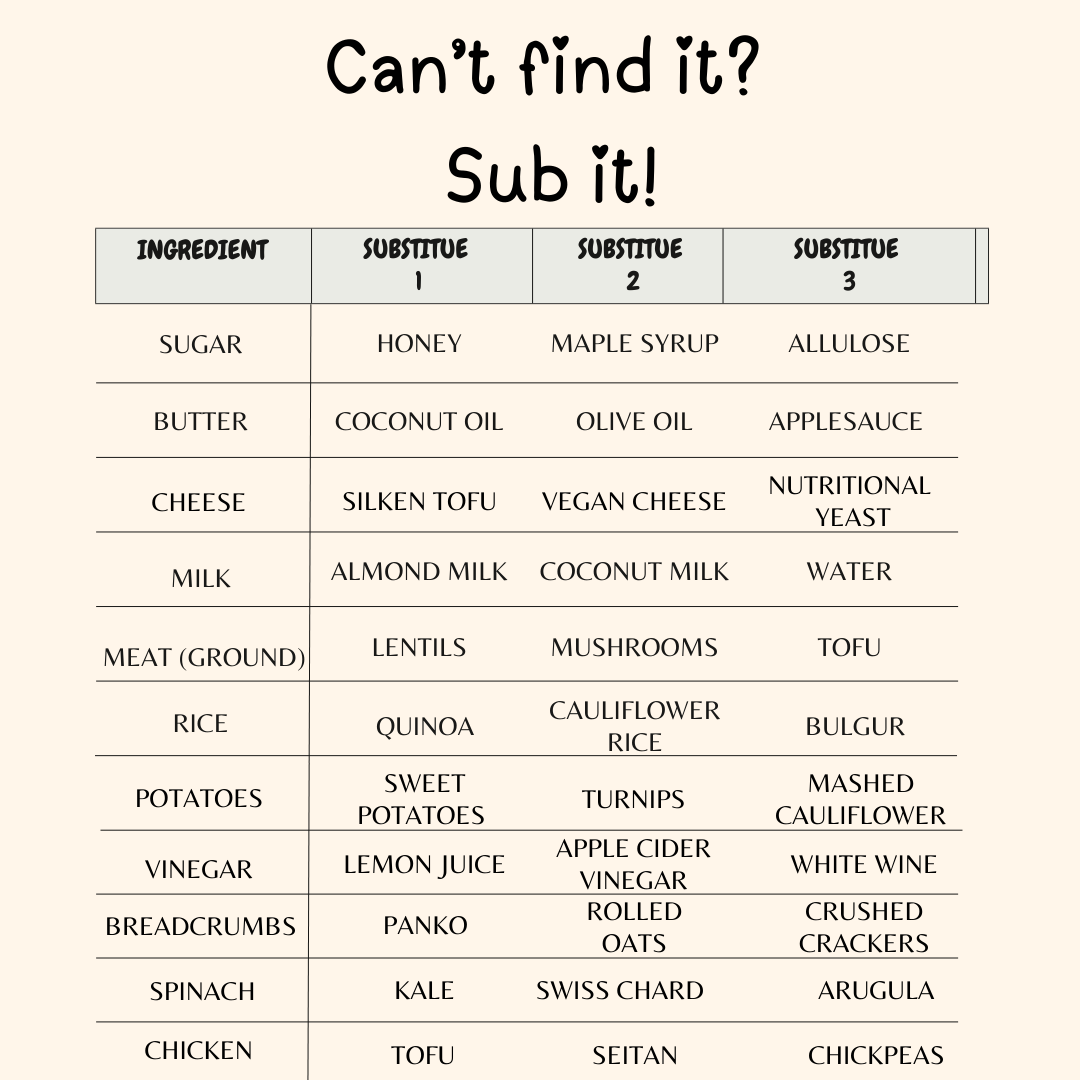 Can't find it?
Sub it!
INGREDIENT SUBSTITUE 1 SUBSTITUE 2 SUBSTITUE 3
SUGAR HONEY MAPLE SYRUP ALLULOSE
BUTTER COCONUT OIL OLIVE OIL APPLESAUCE
CHEESE SILKEN TOFU VEGAN CHEESE NUTRITIONAL YEAST
MILK ALMOND MILK COCONUT MILK WATER
MEAT (GROUND) LENTILS MUSHROOMS TOFU
RICE QUINOA CAULIFLOWER RICE BULGUR
POTATOES SWEET POTATOES TURNIPS MASHED CAULIFLOWER
VINEGAR LEMON JUICE APPLE CIDER VINEGAR WHITE WINE
BREADCRUMBS PANKO ROLLED OATS CRUSHED CRACKERS
SPINACH KALE SWISS CHARD ARUGULA
CHICKEN TOFU SEITAN CHICKPEAS